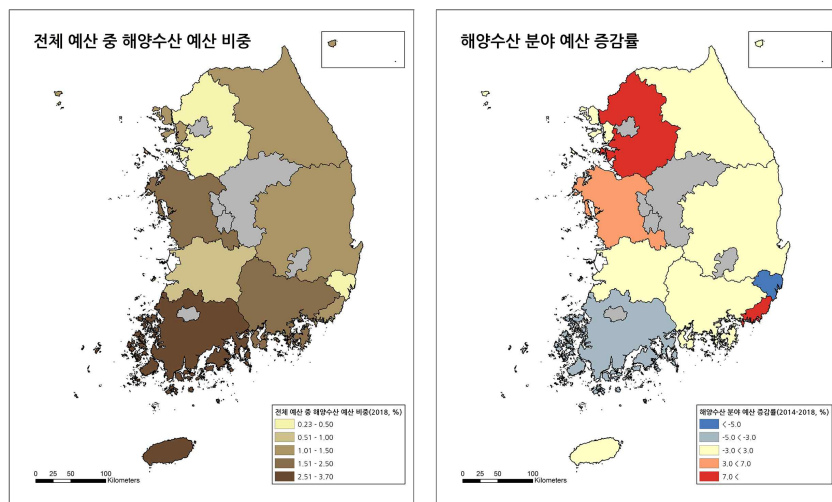 전체 예산 중 해양수산 예산 비중
전체 예산 중 해양수산 예산 비중(2018, %)
0.23 - 0.50
0.51 - 1.00
1.01 - 1.50
1.51 - 2.50
2.51 - 3.70
0 25 50 100
Kilometers
해양수산 분야 예산 증감률
해양수산 분야 예산 증감률(2014-2018, %)
< -5.0
-5.0 < -3.0
-3.0 < 3.0
3.0 < 7.0
7.0 <
0 25 50 100
Kilometers